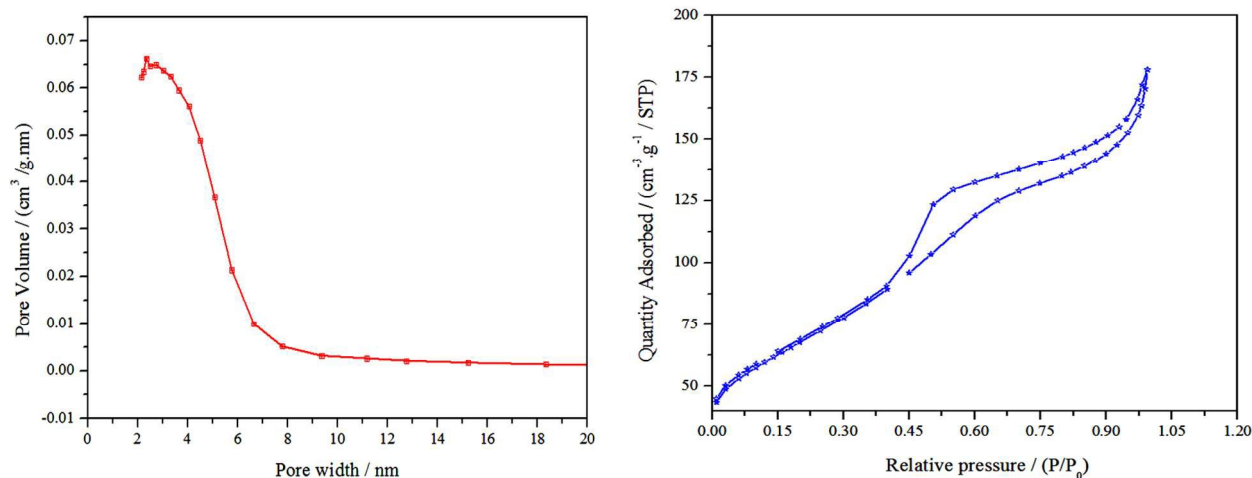 0.07
0.06
0.05
0.04
0.03
0.02
0.01
0.00
-0.01
0 2 4 6 8 10 12 14 16 18 20
Pore width / nm
Pore Volume / (cm³ /g.nm)
200
175
150
125
100
75
50
0.00 0.15 0.30 0.45 0.60 0.75 0.90 1.05 1.20
Relative pressure / (P/P₀)
Quantity Adsorbed / (cm⁻³.g⁻¹ / STP)